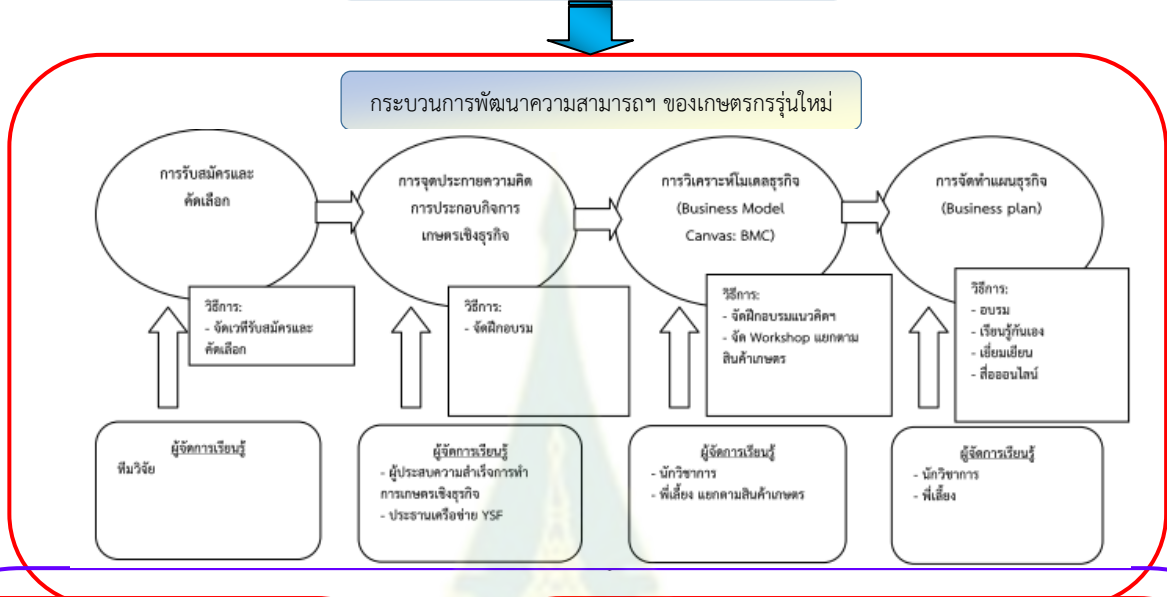 กระบวนการพัฒนาความสามารถฯ ของเกษตรกรรุ่นใหม่
การรับสมัครและ
คัดเลือก
วิธีการ:
- จัดเวทีรับสมัครและ
คัดเลือก
ผู้จัดการเรียนรู้
ทีมวิจัย
การจุดประกายความคิด
การประกอบกิจการ
เกษตรเชิงธุรกิจ
วิธีการ:
- จัดฝึกอบรม
ผู้จัดการเรียนรู้
- ผู้ประสบความสำเร็จการทำ
การเกษตรเชิงธุรกิจ
- ประธานเครือข่าย YSF
การวิเคราะห์โมเดลธุรกิจ
(Business Model
Canvas: BMC)
วิธีการ:
- จัดฝึกอบรมแนวคิดฯ
- จัด Workshop แยกตาม
สินค้าเกษตร
ผู้จัดการเรียนรู้
- นักวิชาการ
- พี่เลี้ยง แยกตามสินค้าเกษตร
การจัดทำแผนธุรกิจ
(Business plan)
วิธีการ:
- อบรม
- เรียนรู้กันเอง
- เยี่ยมเยียน
- สื่อออนไลน์
ผู้จัดการเรียนรู้
- นักวิชาการ
- พี่เลี้ยง